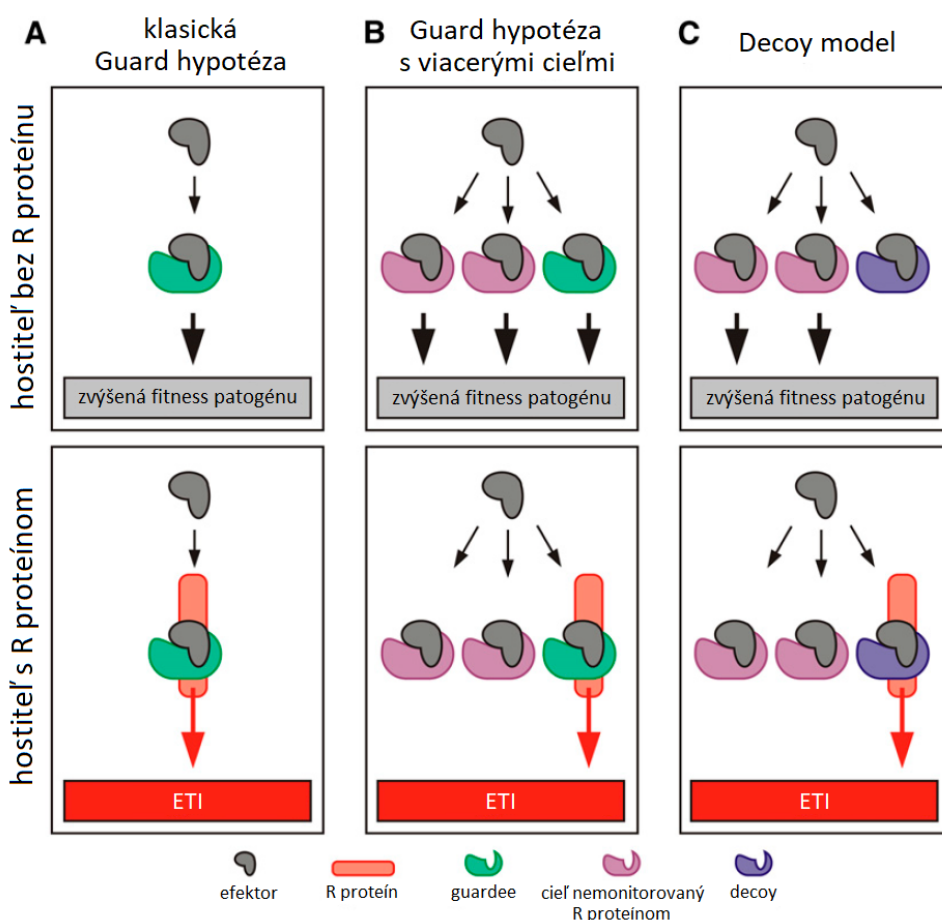 A
klasická
Guard hypotéza
B
Guard hypotéza
s viacerými cieľmi
C
Decoy model
hostiteľ bez R proteínu
zvýšená fitness patogénu
zvýšená fitness patogénu
zvýšená fitness patogénu
hostiteľ s R proteínom
ETI
ETI
ETI
efektor
R proteín
guardee
cieľ nemonitorovaný
R proteínom
decoy